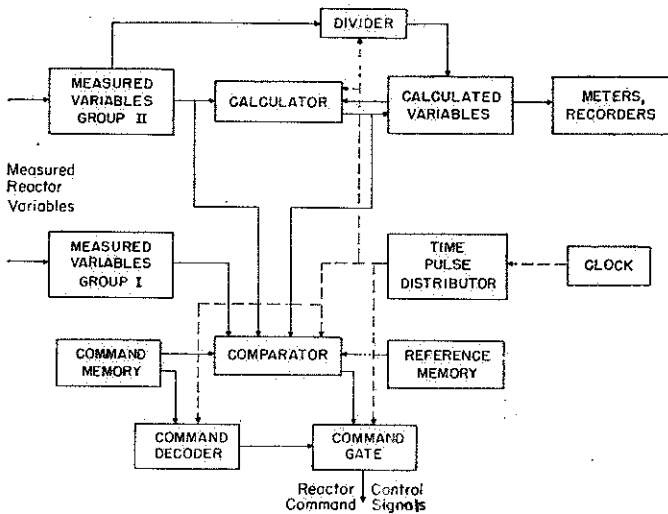 DIVIDER
MEASURED
VARIABLES
GROUP II
CALCULATOR
CALCULATED
VARIABLES
METERS,
RECORDERS
Measured
Reactor
Variables
MEASURED
VARIABLES
GROUP I
TIME
PULSE
DISTRIBUTOR
CLOCK
COMMAND
MEMORY
COMPARATOR
REFERENCE
MEMORY
COMMAND
DECODER
COMMAND
GATE
Reactor Control
Command Signals